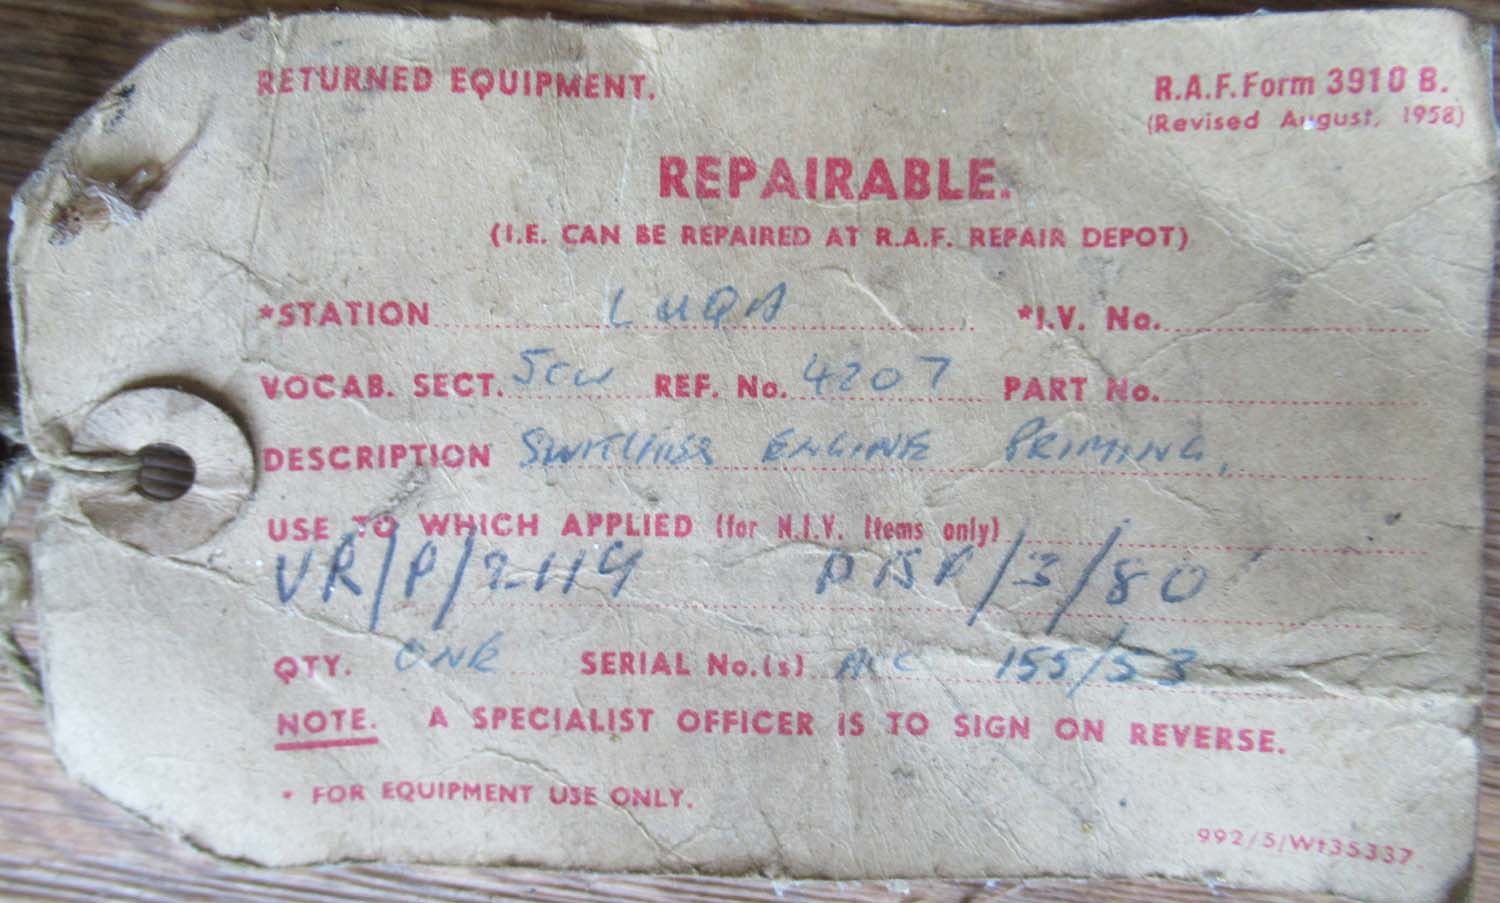 RETURNED EQUIPMENT. R.A.F. Form 3910 B.
(Revised August, 1958)
REPAIRABLE.
(I.E. CAN BE REPAIRED AT R.A.F. REPAIR DEPOT)
*STATION LUQA *I.V. No.
VOCAB. SECT. 5CW REF. No. 4207 PART No.
DESCRIPTION ENGINE PRIMING,
USE TO WHICH APPLIED (for N.I.V. Items only)
VR/P/2119 /3/80
QTY. ONE SERIAL No.(s) 155/53
NOTE. A SPECIALIST OFFICER IS TO SIGN ON REVERSE.
* FOR EQUIPMENT USE ONLY.
992/5/Wt35337